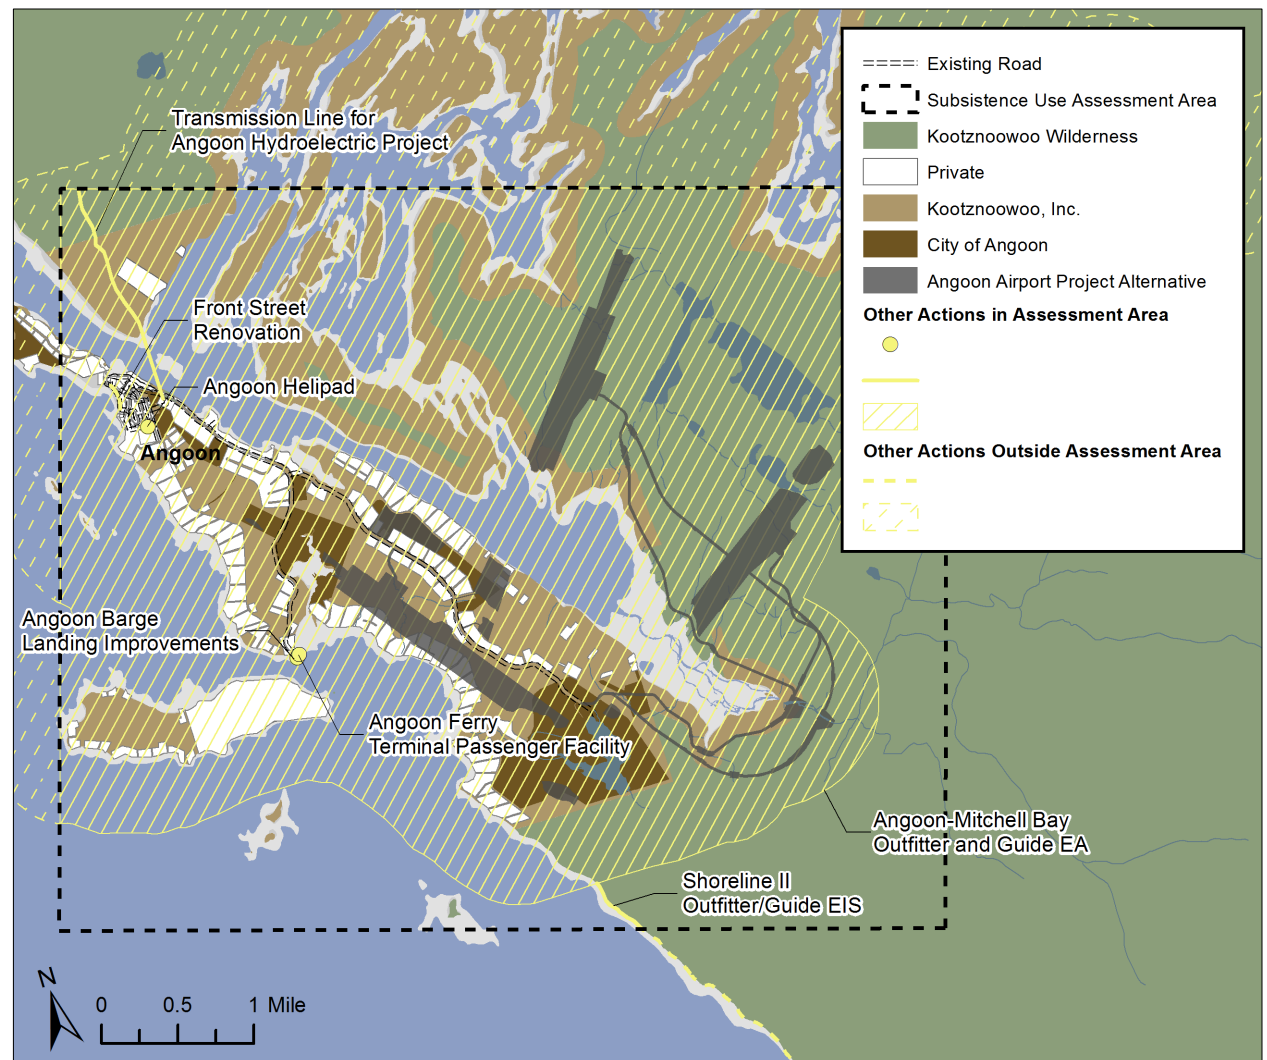 Existing Road
Subsistence Use Assessment Area
Kootznoowoo Wilderness
Private
Kootznoowoo, Inc.
City of Angoon
Angoon Airport Project Alternative
Other Actions in Assessment Area
Other Actions Outside Assessment Area
Transmission Line for
Angoon Hydroelectric Project
Front Street
Renovation
Angoon Helipad
Angoon
Angoon Barge
Landing Improvements
Angoon Ferry
Terminal Passenger Facility
Angoon-Mitchell Bay
Outfitter and Guide EA
Shoreline II
Outfitter/Guide EIS
N
0 0.5 1 Mile